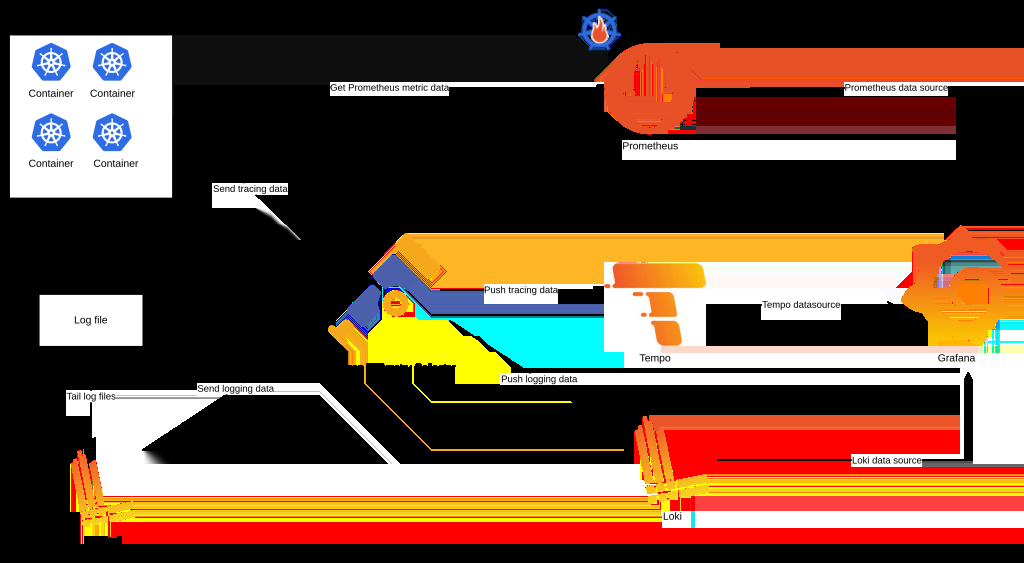 Container
Container
Container
Container
Get Prometheus metric data
Prometheus data source
Prometheus
Send tracing data
Push tracing data
Tempo datasource
Log file
Tempo
Grafana
Push logging data
Send logging data
Tail log files
Loki data source
Loki